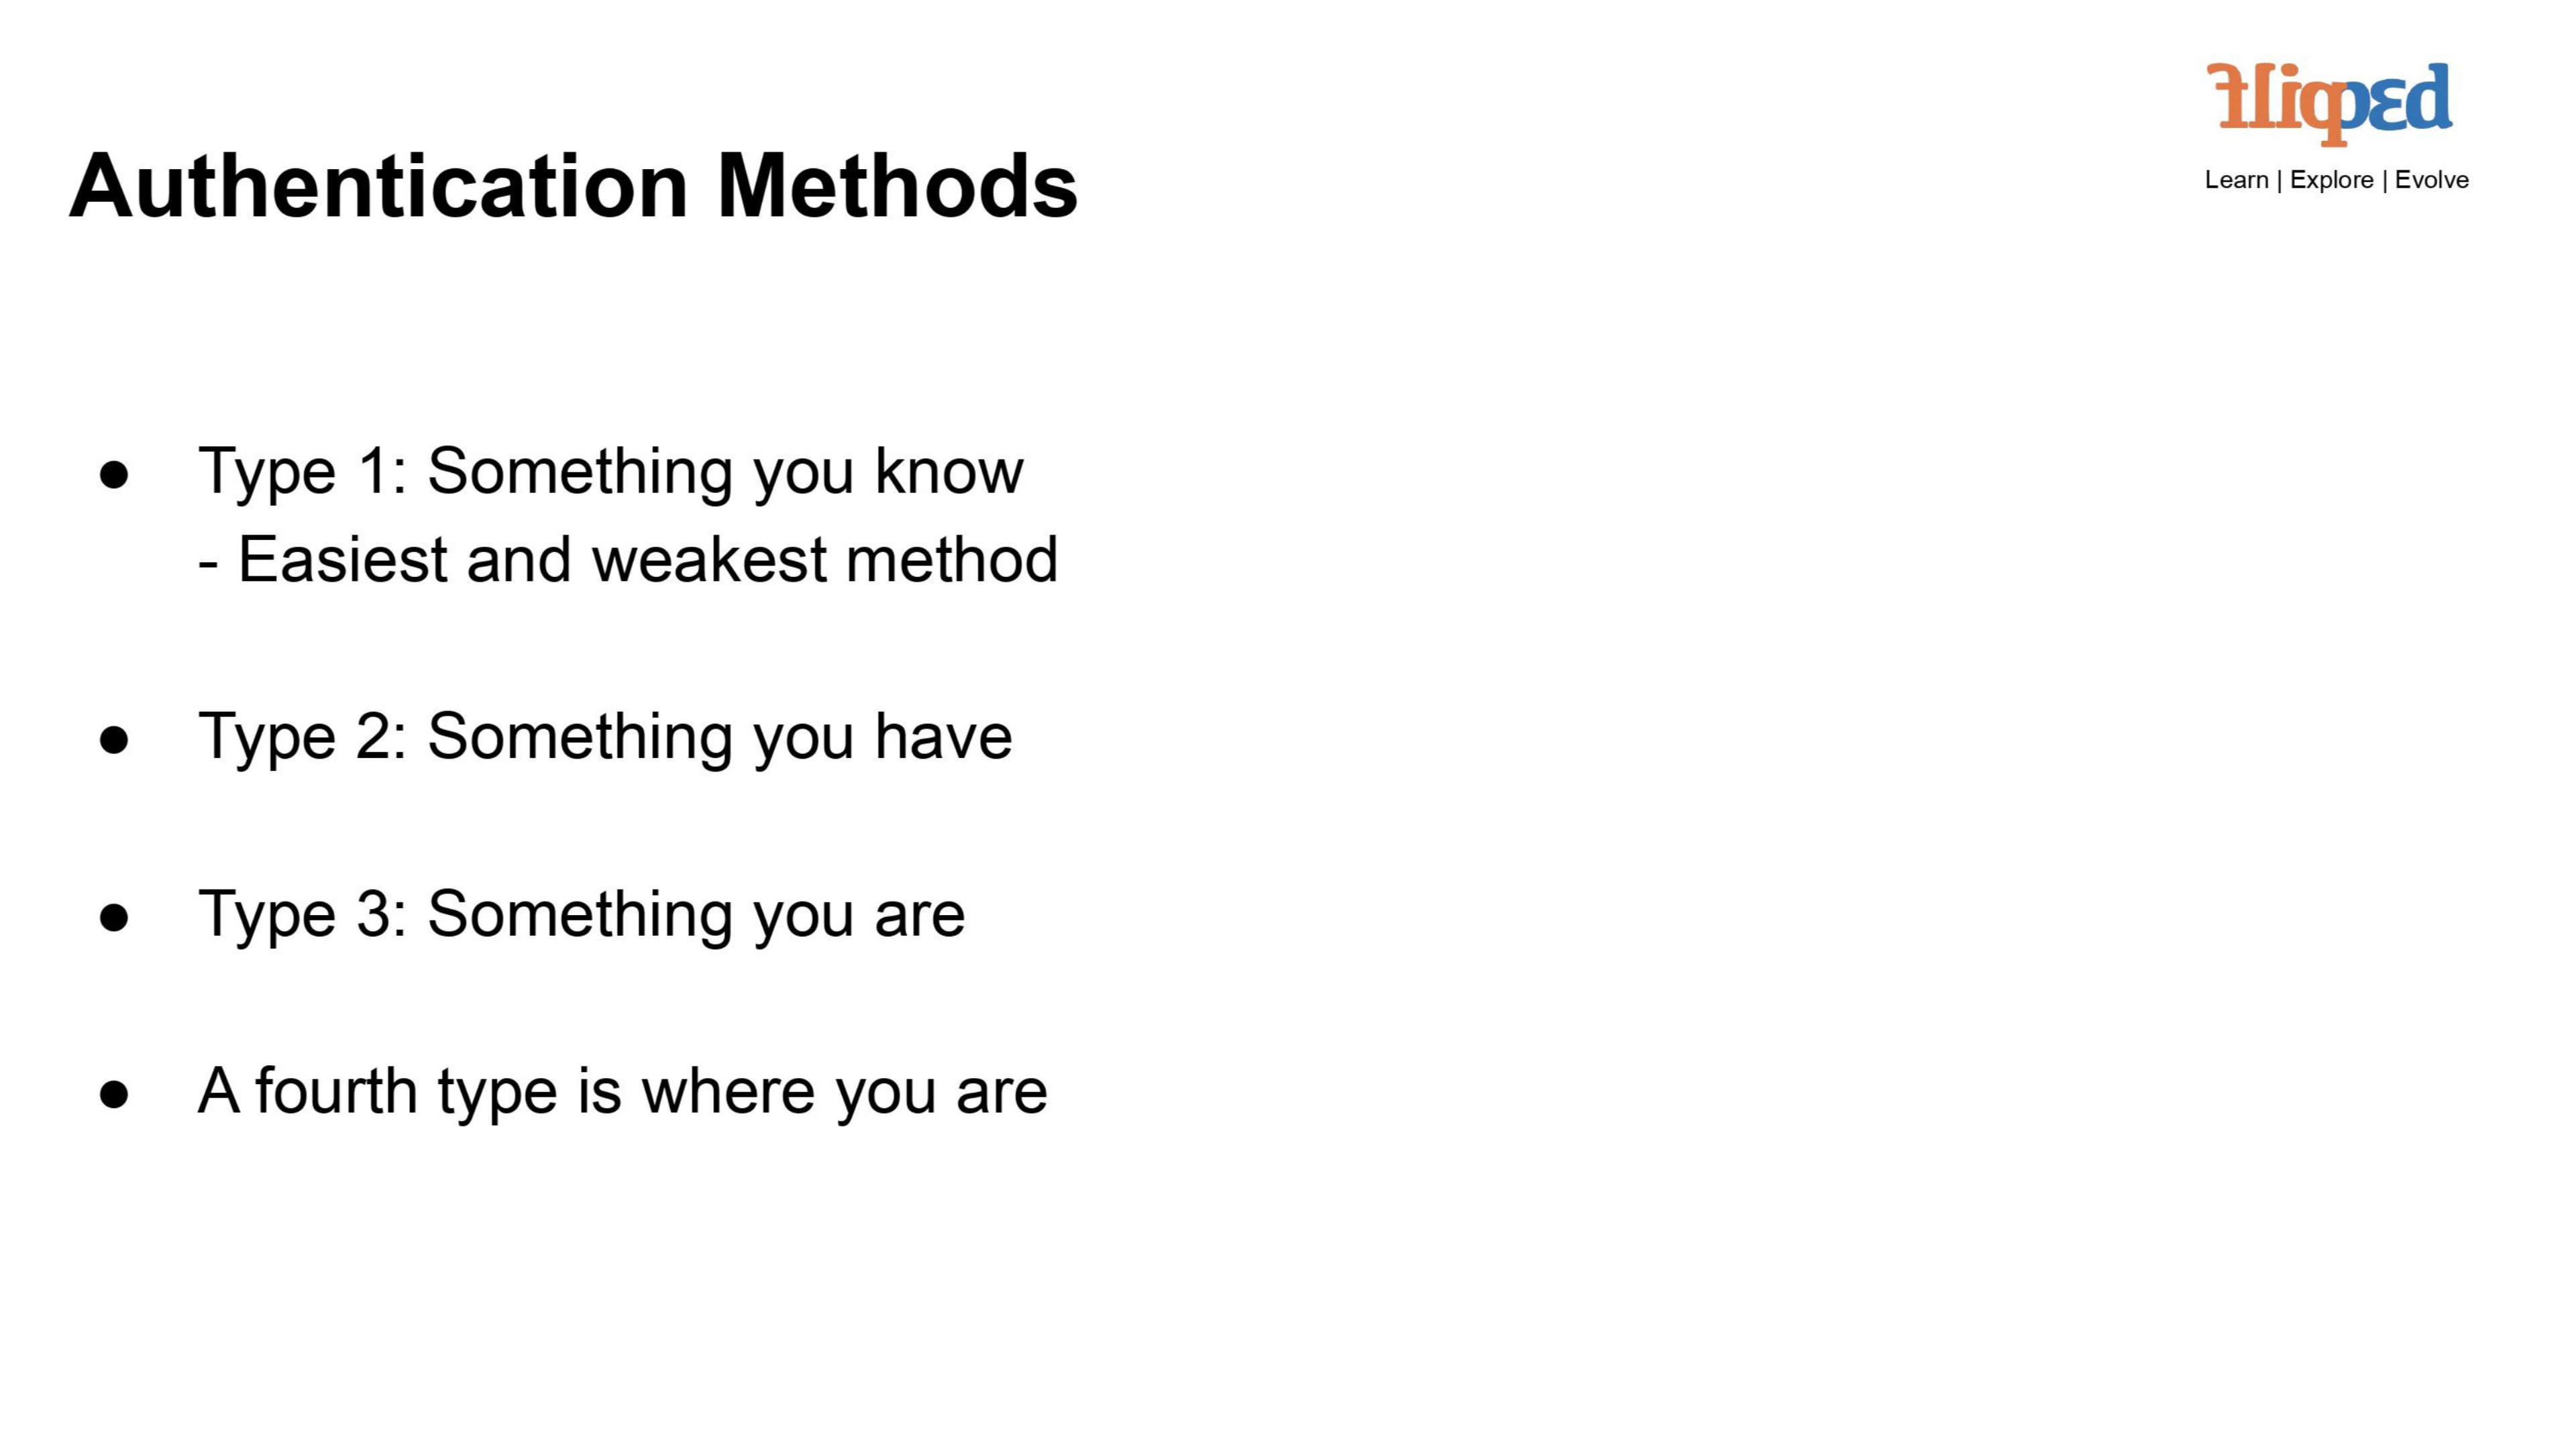 flipped
Learn | Explore | Evolve
Authentication Methods
● Type 1: Something you know
- Easiest and weakest method
● Type 2: Something you have
● Type 3: Something you are
● A fourth type is where you are